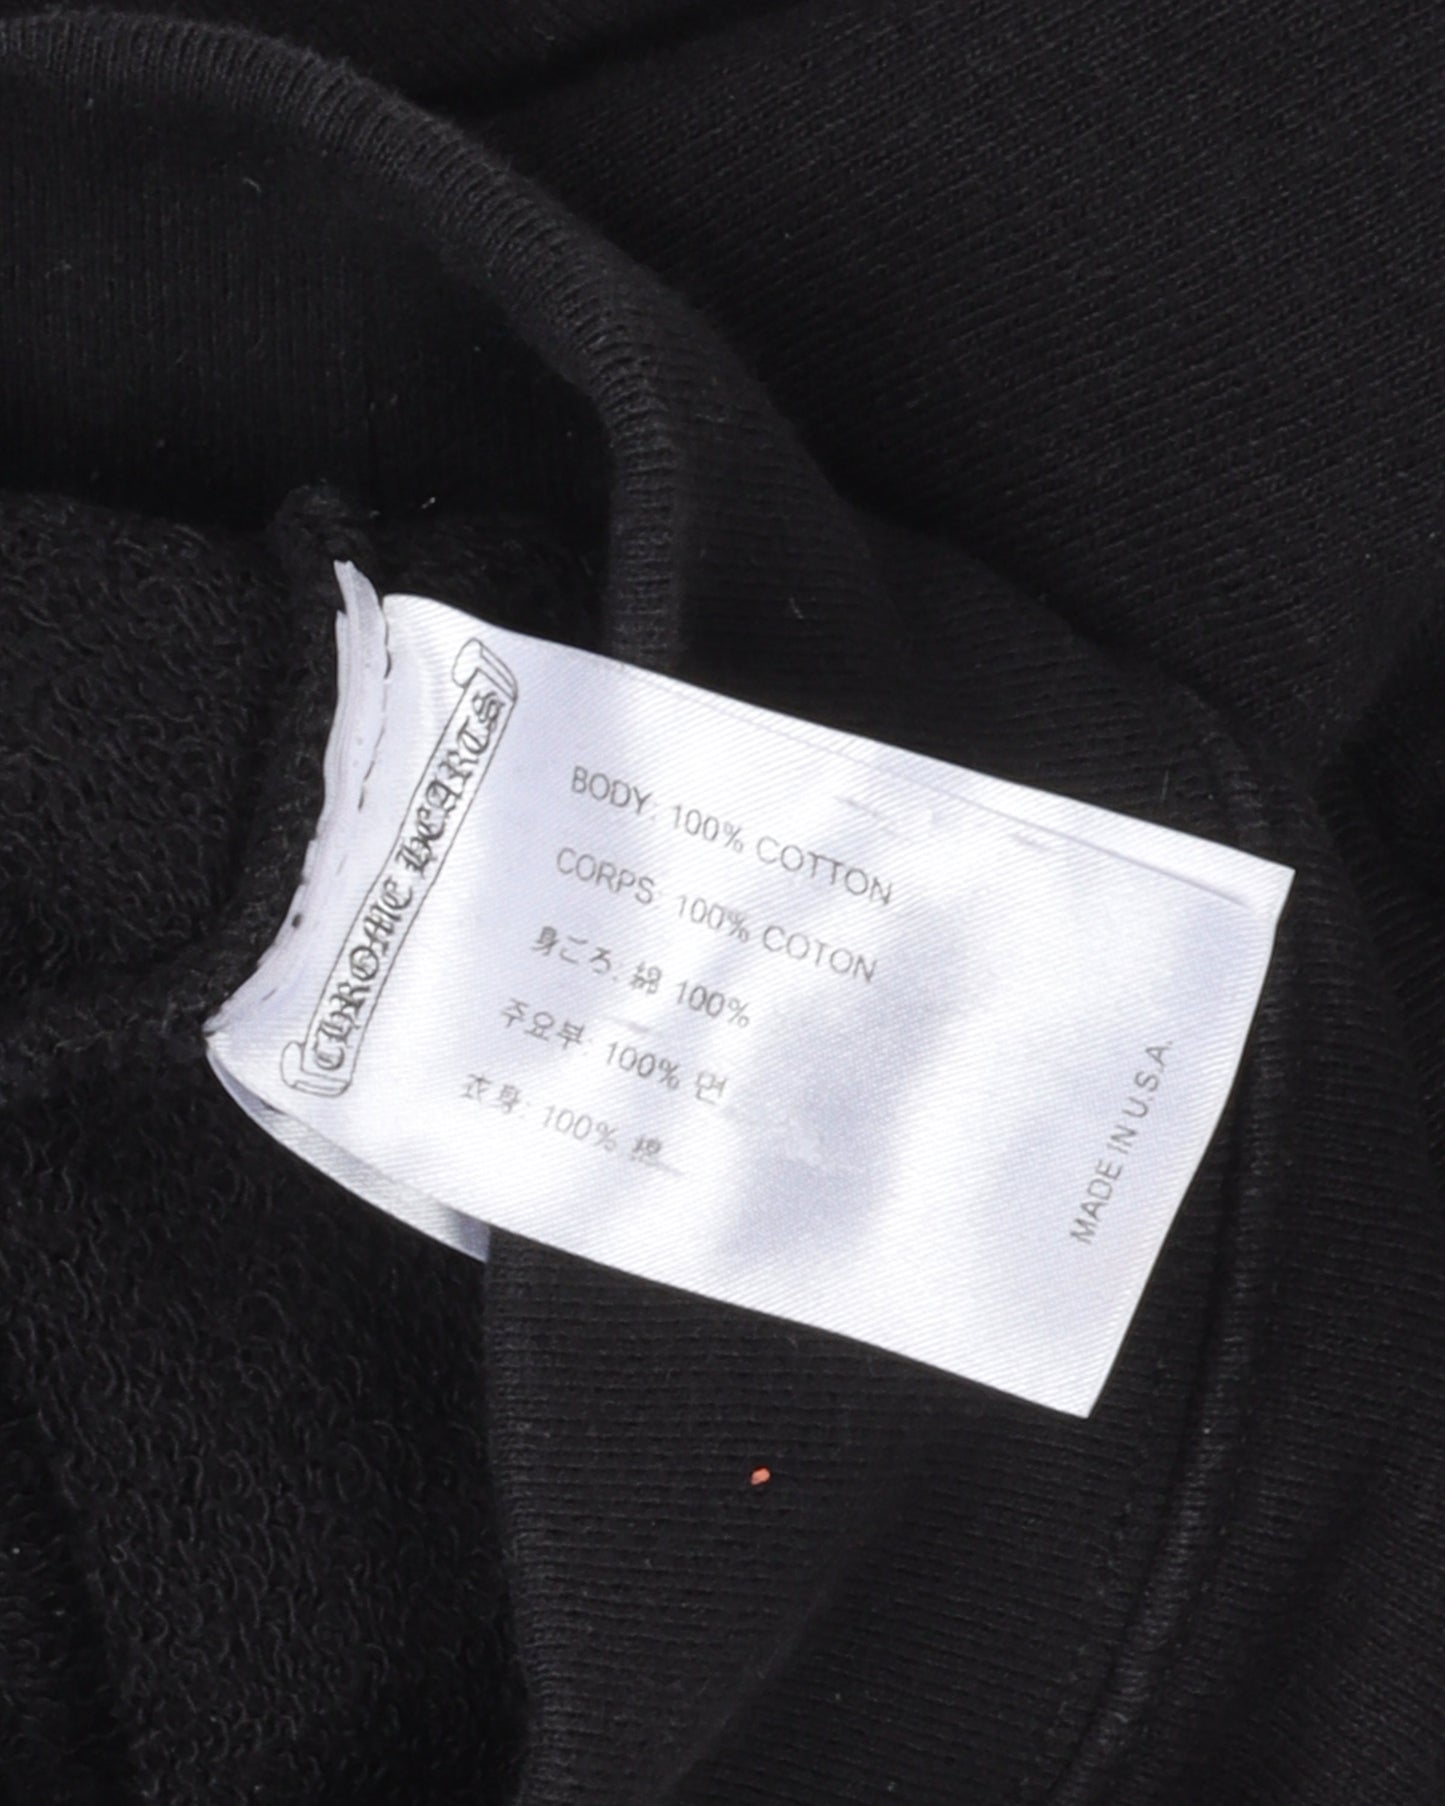 CHROME HEARTS
BODY: 100% COTTON
CORPS: 100% COTON
身ごろ: 綿 100%
주요부: 100% 면
衣身: 100% 棉
MADE IN U.S.A.